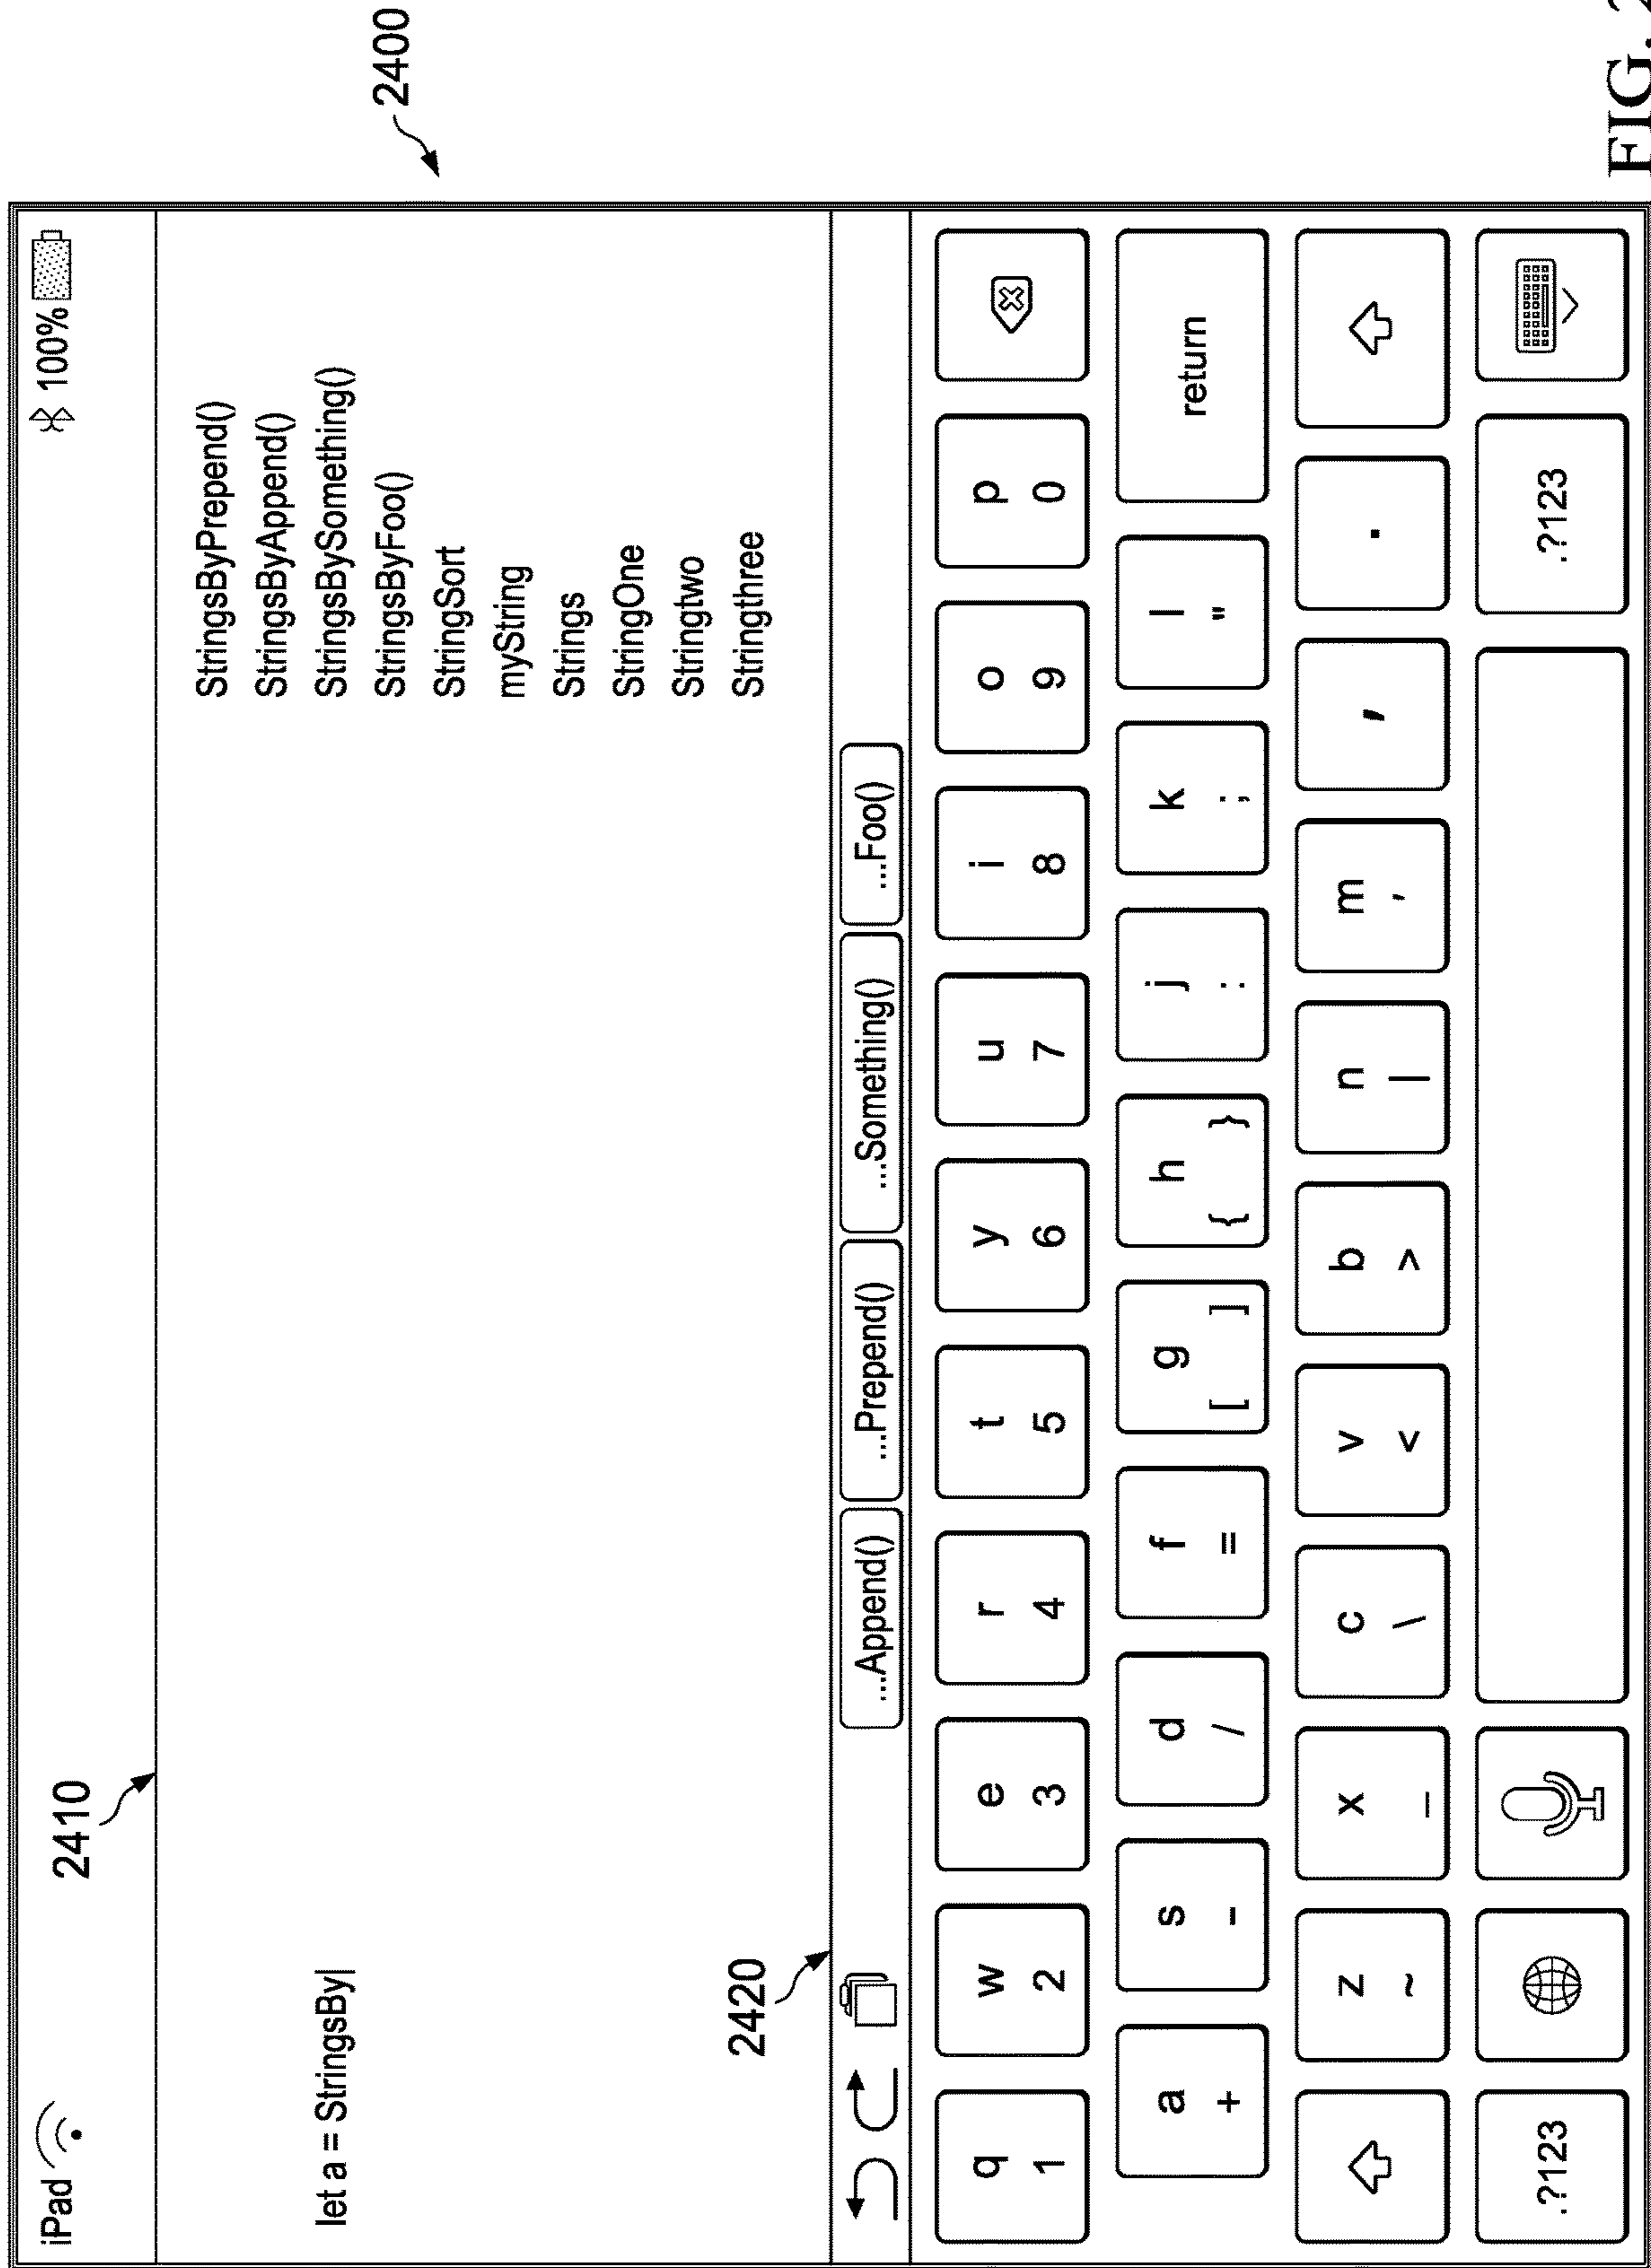 2400
iPad 2410 100%
StringsByPrepend()
StringsByAppend()
let a = StringsBy| StringsBySomething()
StringsByFoo()
StringSort
myString
Strings
StringOne
Stringtwo
2420 Stringthree
...Append() ...Prepend() ...Something() ...Foo()
q w e r t y u i o p
1 2 3 4 5 6 7 8 9 0
a s d f g h j k l return
+ - / = [ ] { } : ; "
z x c v b n m , .
~ _ \ < > | '
.?123 .?123
FIG. 2